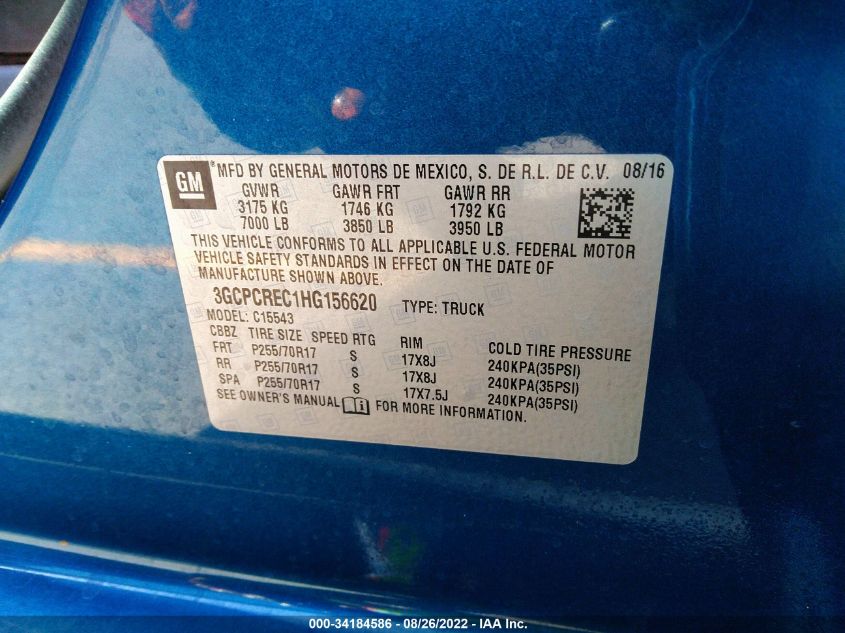 GM ® MFD BY GENERAL MOTORS DE MEXICO, S. DE R.L. DE C.V. 08/16
GVWR GAWR FRT GAWR RR
3175 KG 1746 KG 1792 KG
7000 LB 3850 LB 3950 LB
THIS VEHICLE CONFORMS TO ALL APPLICABLE U.S. FEDERAL MOTOR
VEHICLE SAFETY STANDARDS IN EFFECT ON THE DATE OF
MANUFACTURE SHOWN ABOVE.
3GCPCREC1HG156620 TYPE: TRUCK
MODEL: C15543
CBBZ TIRE SIZE SPEED RTG RIM COLD TIRE PRESSURE
FRT P255/70R17 S 17X8J 240KPA(35PSI)
RR P255/70R17 S 17X8J 240KPA(35PSI)
SPA P255/70R17 S 17X7.5J 240KPA(35PSI)
SEE OWNER'S MANUAL FOR MORE INFORMATION.
000-34184586 - 08/26/2022 - IAA Inc.